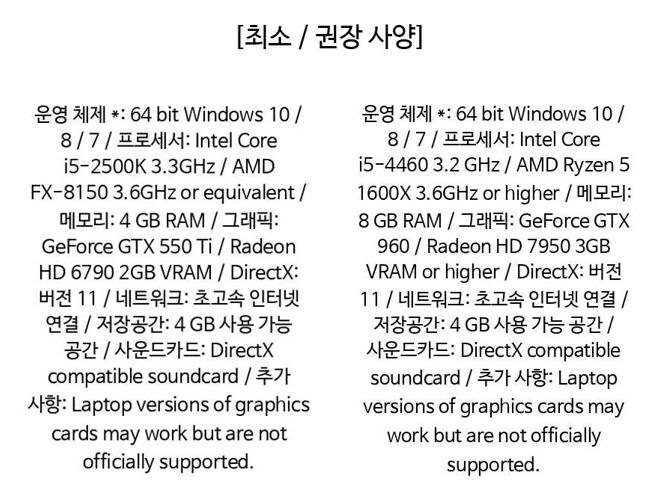 [최소 / 권장 사양]
운영 체제 *: 64 bit Windows 10 /
8 / 7 / 프로세서: Intel Core
i5-2500K 3.3GHz / AMD
FX-8150 3.6GHz or equivalent /
메모리: 4 GB RAM / 그래픽:
GeForce GTX 550 Ti / Radeon
HD 6790 2GB VRAM / DirectX:
버전 11 / 네트워크: 초고속 인터넷
연결 / 저장공간: 4 GB 사용 가능
공간 / 사운드카드: DirectX
compatible soundcard / 추가
사항: Laptop versions of graphics
cards may work but are not
officially supported.
운영 체제 *: 64 bit Windows 10 /
8 / 7 / 프로세서: Intel Core
i5-4460 3.2 GHz / AMD Ryzen 5
1600X 3.6GHz or higher / 메모리:
8 GB RAM / 그래픽: GeForce GTX
960 / Radeon HD 7950 3GB
VRAM or higher / DirectX: 버전
11 / 네트워크: 초고속 인터넷 연결 /
저장공간: 4 GB 사용 가능 공간 /
사운드카드: DirectX compatible
soundcard / 추가 사항: Laptop
versions of graphics cards may
work but are not officially
supported.